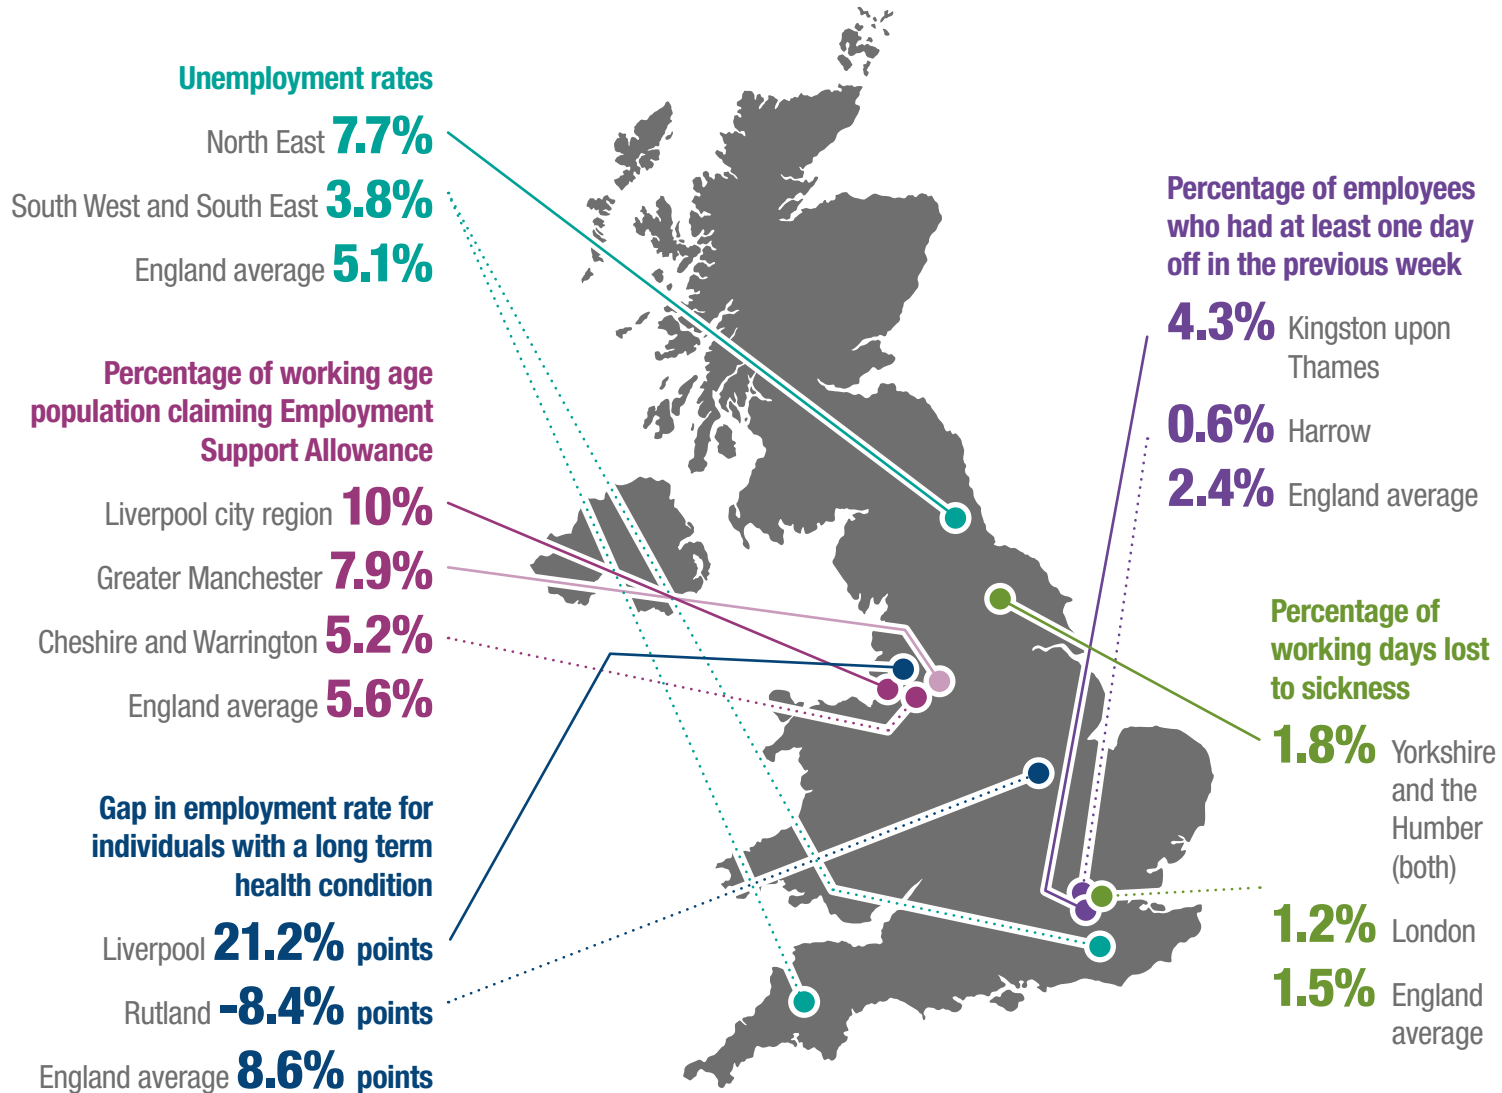 Unemployment rates
North East 7.7%
South West and South East 3.8%
England average 5.1%
Percentage of working age
population claiming Employment
Support Allowance
Liverpool city region 10%
Greater Manchester 7.9%
Cheshire and Warrington 5.2%
England average 5.6%
Gap in employment rate for
individuals with a long term
health condition
Liverpool 21.2% points
Rutland -8.4% points
England average 8.6% points
Percentage of employees
who had at least one day
off in the previous week
4.3% Kingston upon
Thames
0.6% Harrow
2.4% England average
Percentage of
working days lost
to sickness
1.8% Yorkshire
and the
Humber
(both)
1.2% London
1.5% England
average